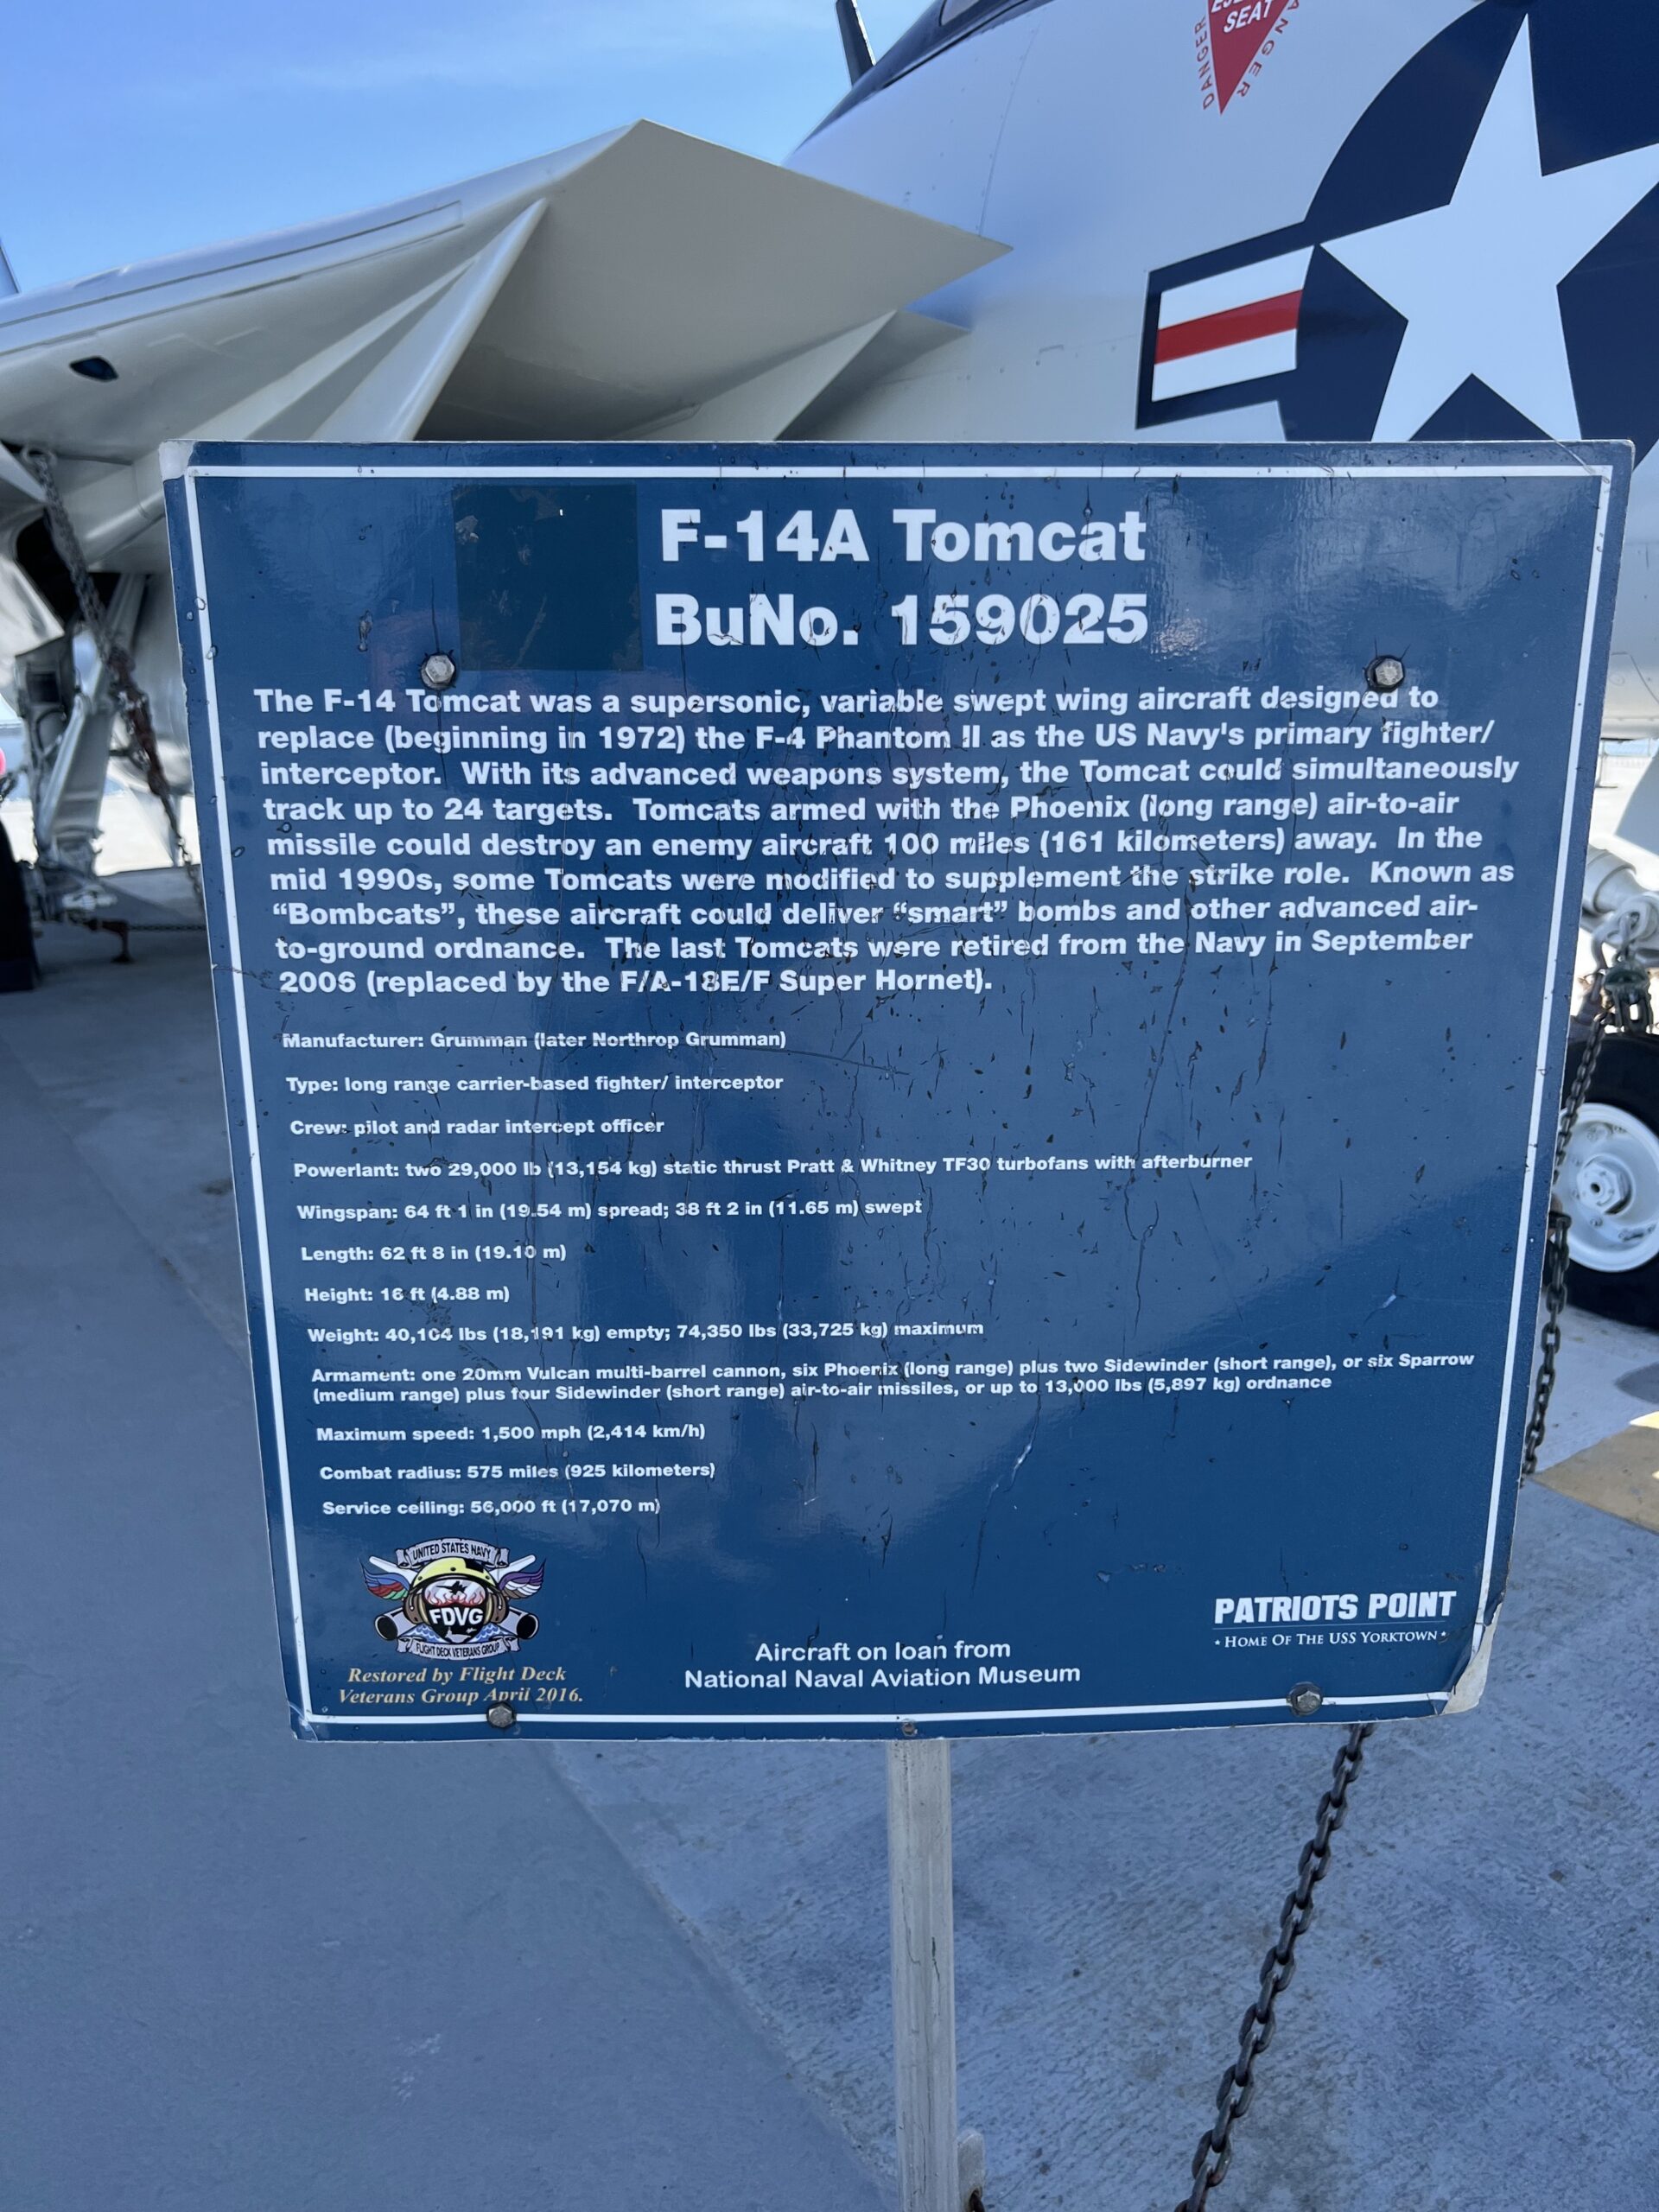 EJECTION
SEAT
DANGER
DANGER
F-14A Tomcat
BuNo. 159025
The F-14 Tomcat was a supersonic, variable swept wing aircraft designed to
replace (beginning in 1972) the F-4 Phantom II as the US Navy's primary fighter/
interceptor. With its advanced weapons system, the Tomcat could simultaneously
track up to 24 targets. Tomcats armed with the Phoenix (long range) air-to-air
missile could destroy an enemy aircraft 100 miles (161 kilometers) away. In the
mid 1990s, some Tomcats were modified to supplement the strike role. Known as
“Bombcats”, these aircraft could deliver “smart” bombs and other advanced air-
to-ground ordnance. The last Tomcats were retired from the Navy in September
2006 (replaced by the F/A-18E/F Super Hornet).
Manufacturer: Grumman (later Northrop Grumman)
Type: long range carrier-based fighter/ interceptor
Crew: pilot and radar intercept officer
Powerlant: two 29,000 lb (13,154 kg) static thrust Pratt & Whitney TF30 turbofans with afterburner
Wingspan: 64 ft 1 in (19.54 m) spread; 38 ft 2 in (11.65 m) swept
Length: 62 ft 8 in (19.10 m)
Height: 16 ft (4.88 m)
Weight: 40,104 lbs (18,191 kg) empty; 74,350 lbs (33,725 kg) maximum
Armament: one 20mm Vulcan multi-barrel cannon, six Phoenix (long range) plus two Sidewinder (short range), or six Sparrow
(medium range) plus four Sidewinder (short range) air-to-air missiles, or up to 13,000 lbs (5,897 kg) ordnance
Maximum speed: 1,500 mph (2,414 km/h)
Combat radius: 575 miles (925 kilometers)
Service ceiling: 56,000 ft (17,070 m)
UNITED STATES NAVY
FDVG
FLIGHT DECK VETERANS GROUP
Restored by Flight Deck
Veterans Group April 2016.
Aircraft on loan from
National Naval Aviation Museum
PATRIOTS POINT
• HOME OF THE USS YORKTOWN •